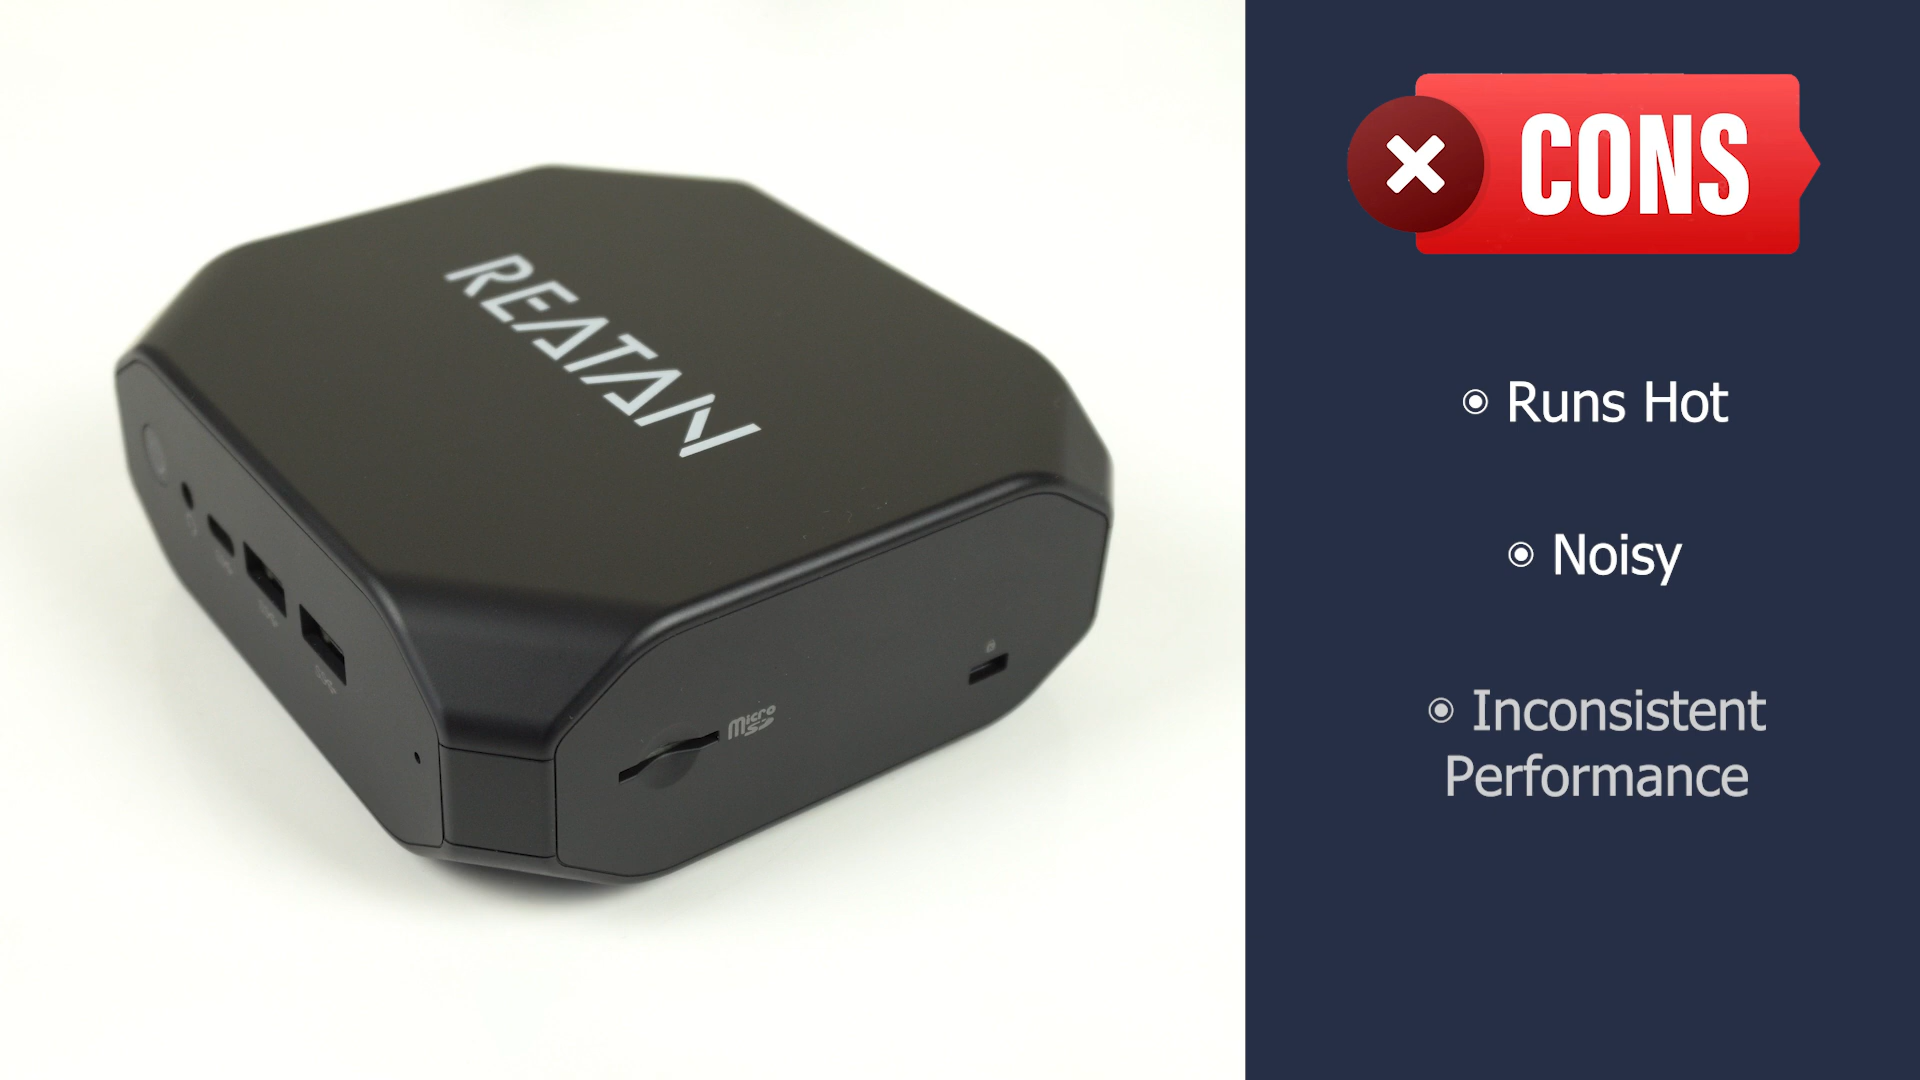 REATAN
Micro
SD
CONS
Runs Hot
Noisy
Inconsistent
Performance